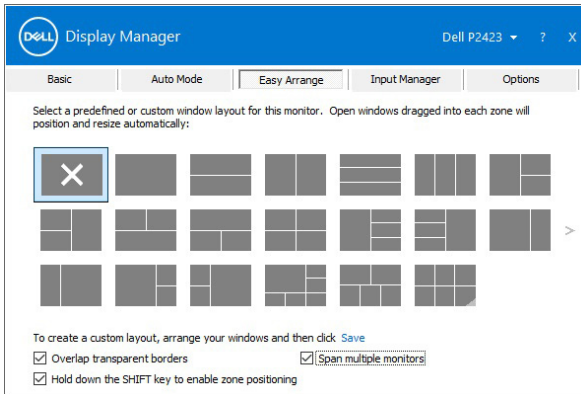 DELL Display Manager Dell P2423 ? X
Basic Auto Mode Easy Arrange Input Manager Options
Select a predefined or custom window layout for this monitor. Open windows dragged into each zone will
position and resize automatically:
>
To create a custom layout, arrange your windows and then click Save
Overlap transparent borders Span multiple monitors
Hold down the SHIFT key to enable zone positioning